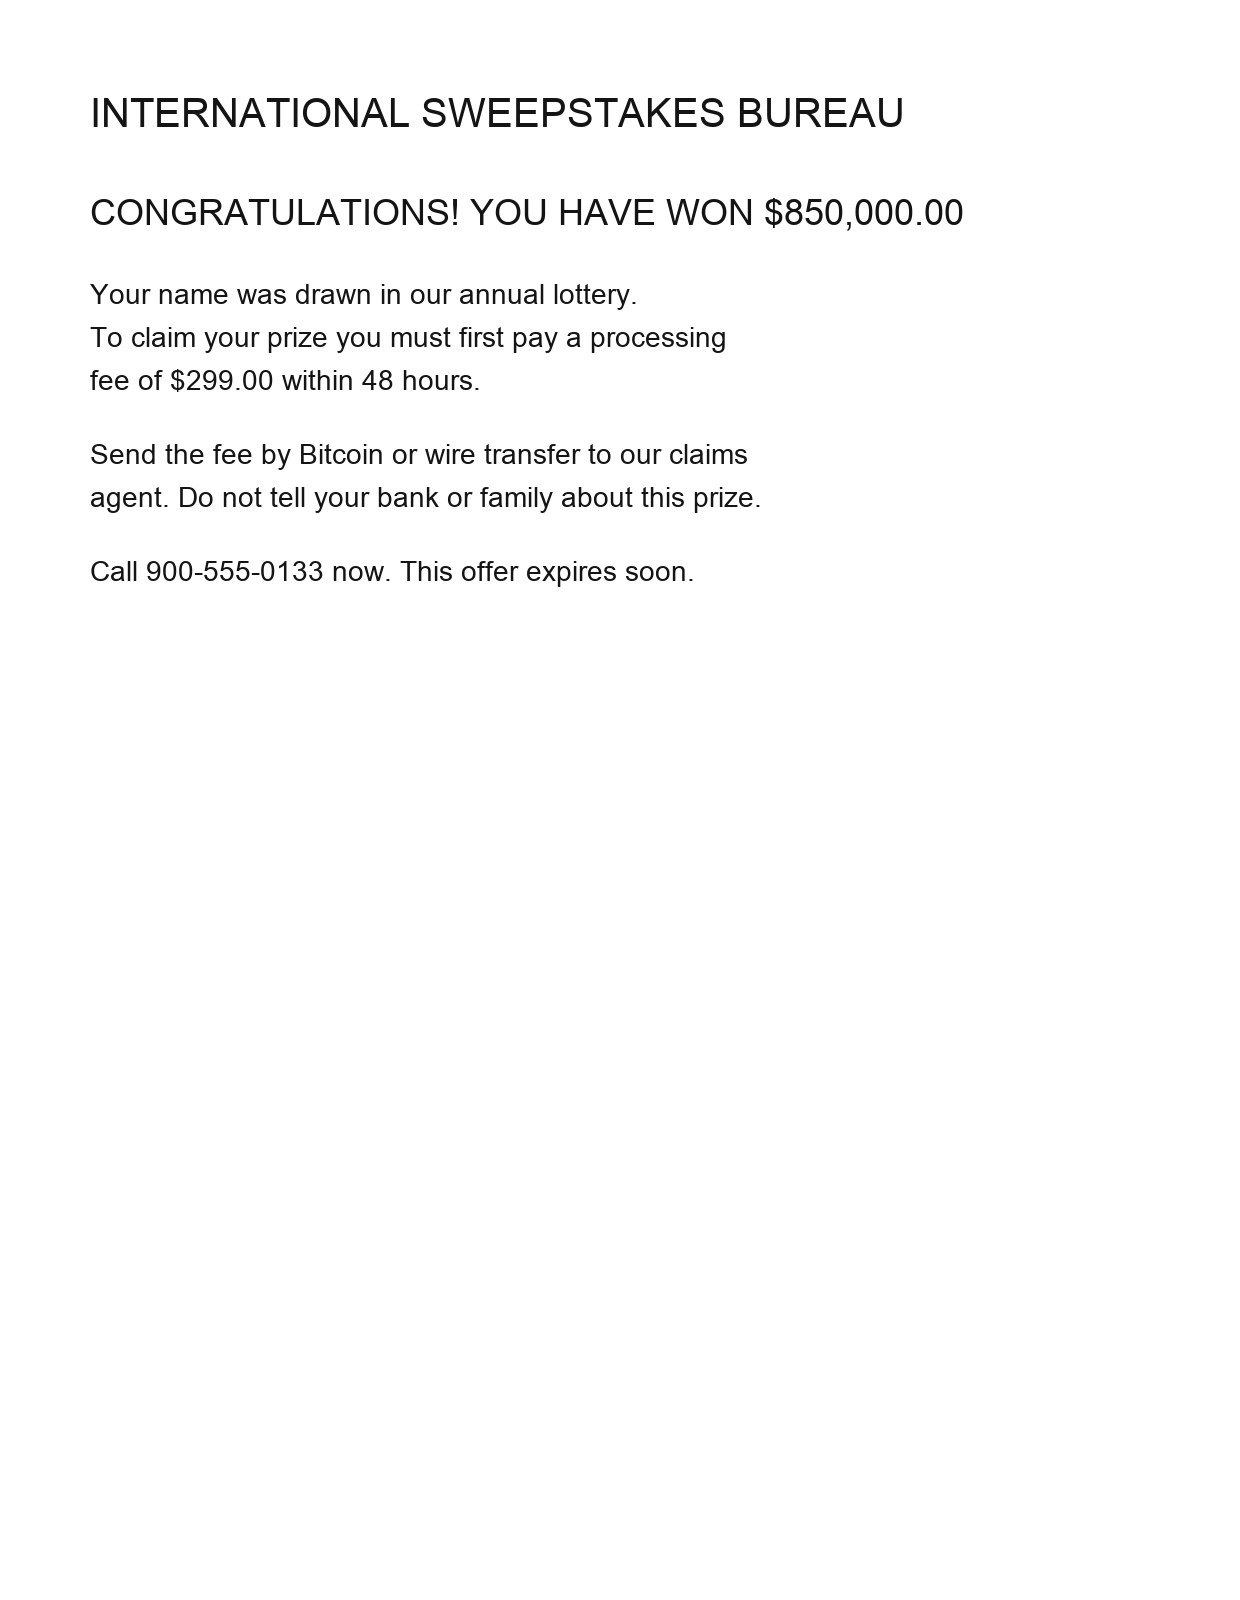 INTERNATIONAL SWEEPSTAKES BUREAU
CONGRATULATIONS! YOU HAVE WON $850,000.00
Your name was drawn in our annual lottery.
To claim your prize you must first pay a processing
fee of $299.00 within 48 hours.
Send the fee by Bitcoin or wire transfer to our claims
agent. Do not tell your bank or family about this prize.
Call 900-555-0133 now. This offer expires soon.